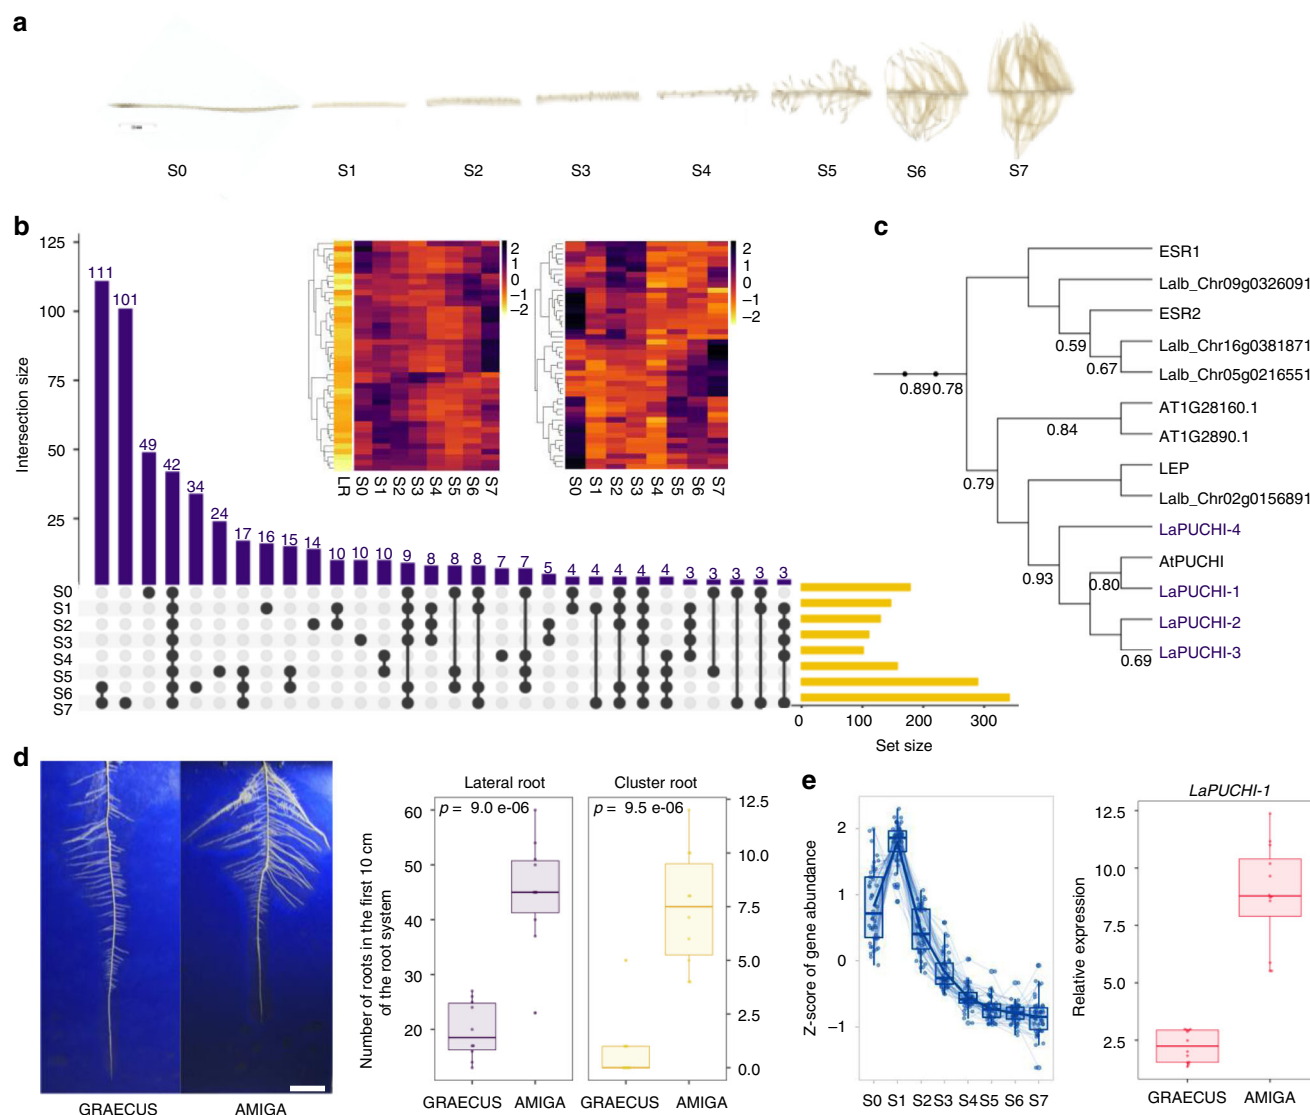 a
S0 S1 S2 S3 S4 S5 S6 S7
b
Intersection size
125
100
75
50
25
111 101 49 42 34 24 17 16 15 14 10 10 10 9 8 8 8 7 7 5 4 4 4 4 4 3 3 3 3 3
2
1
0
−1
−2
LR S0 S1 S2 S3 S4 S5 S6 S7
2
1
0
−1
−2
S0 S1 S2 S3 S4 S5 S6 S7
S0
S1
S2
S3
S4
S5
S6
S7
0 100 200 300
Set size
c
ESR1
Lalb_Chr09g0326091
ESR2
0.59
Lalb_Chr16g0381871
0.67
Lalb_Chr05g0216551
0.89 0.78
AT1G28160.1
0.84
AT1G2890.1
LEP
0.79
Lalb_Chr02g0156891
LaPUCHI-4
AtPUCHI
0.93
0.80
LaPUCHI-1
LaPUCHI-2
LaPUCHI-3
0.69
d
GRAECUS AMIGA
Lateral root Cluster root
p = 9.0 e-06 p = 9.5 e-06
Number of roots in the first 10 cm
of the root system
60
50
40
30
20
12.5
10.0
7.5
5.0
2.5
0.0
GRAECUS AMIGA GRAECUS AMIGA
e
Z-score of gene abundance
2
1
0
−1
S0 S1 S2 S3 S4 S5 S6 S7
LaPUCHI-1
Relative expression
10.0
7.5
5.0
2.5
GRAECUS AMIGA